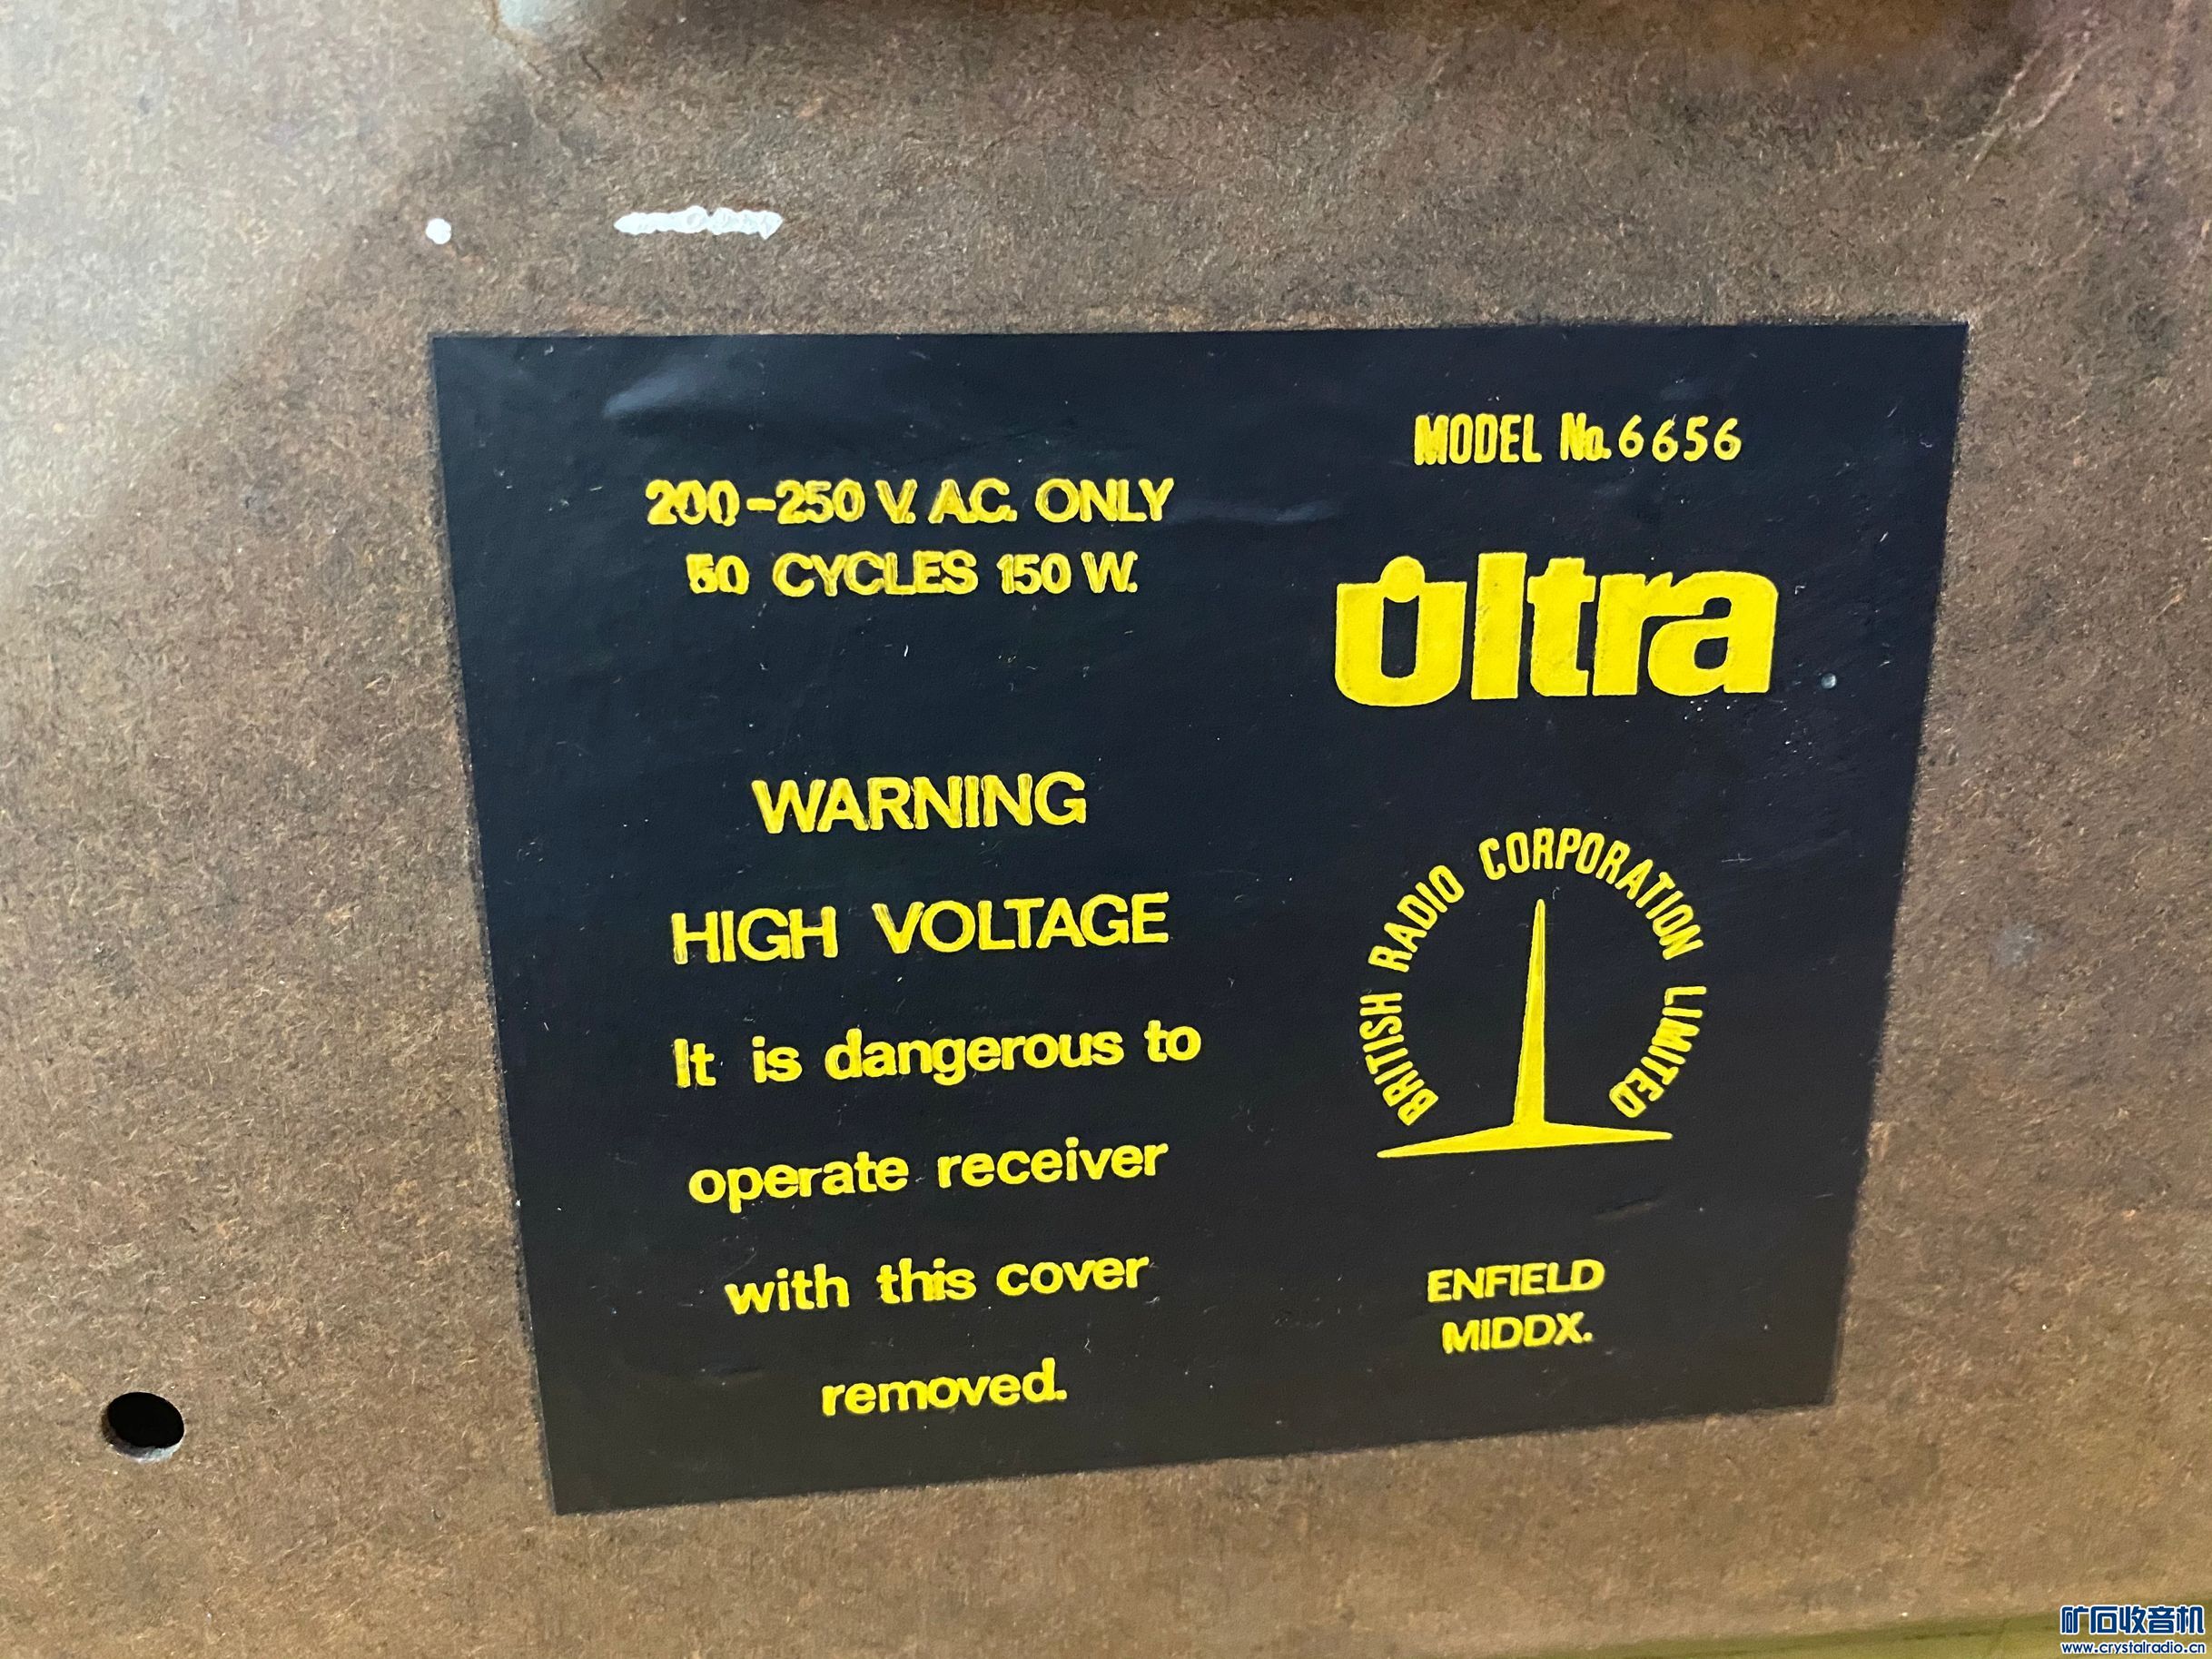 MODEL No. 6656
200-250 V. A.C. ONLY
50 CYCLES 150 W.
ultra
WARNING
HIGH VOLTAGE
It is dangerous to
operate receiver
with this cover
removed.
BRITISH RADIO CORPORATION LIMITED
ENFIELD
MIDDX.
矿石收音机
www.crystalradio.cn